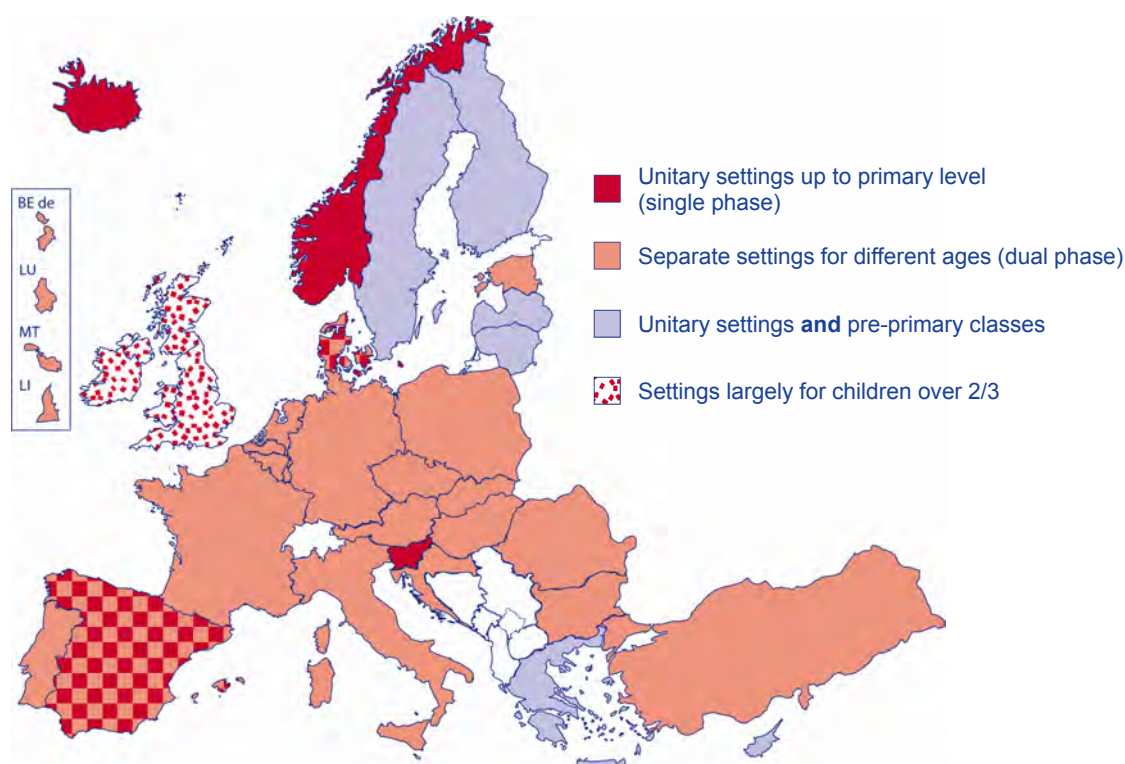 BE de
LU
MT
LI
Unitary settings up to primary level
(single phase)
Separate settings for different ages (dual phase)
Unitary settings and pre-primary classes
Settings largely for children over 2/3